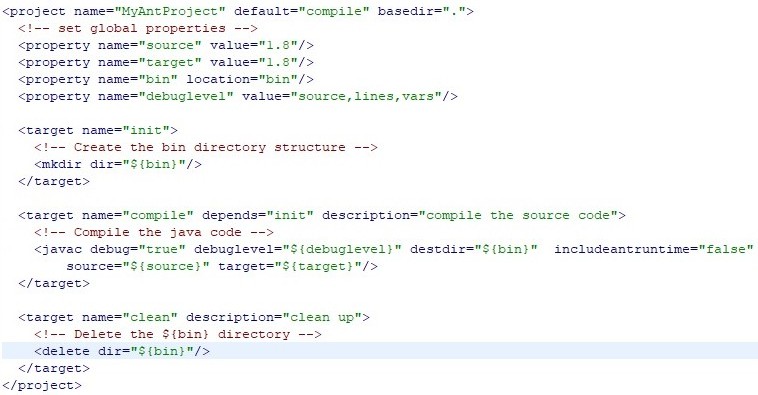 <project name="MyAntProject" default="compile" basedir=".">
<!-- set global properties -->
<property name="source" value="1.8"/>
<property name="target" value="1.8"/>
<property name="bin" location="bin"/>
<property name="debuglevel" value="source,lines,vars"/>
<target name="init">
<!-- Create the bin directory structure -->
<mkdir dir="${bin}"/>
</target>
<target name="compile" depends="init" description="compile the source code">
<!-- Compile the java code -->
<javac debug="true" debuglevel="${debuglevel}" destdir="${bin}"  includeantruntime="false"
source="${source}" target="${target}"/>
</target>
<target name="clean" description="clean up">
<!-- Delete the ${bin} directory -->
<delete dir="${bin}"/>
</target>
</project>